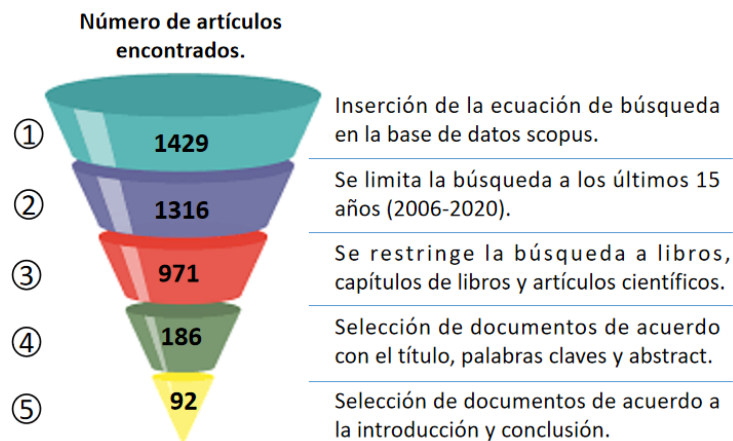 Número de artículos
encontrados.
① 1429 Inserción de la ecuación de búsqueda
en la base de datos scopus.
② 1316 Se limita la búsqueda a los últimos 15
años (2006-2020).
③ 971 Se restringe la búsqueda a libros,
capítulos de libros y artículos científicos.
④ 186 Selección de documentos de acuerdo
con el título, palabras claves y abstract.
⑤ 92 Selección de documentos de acuerdo a
la introducción y conclusión.